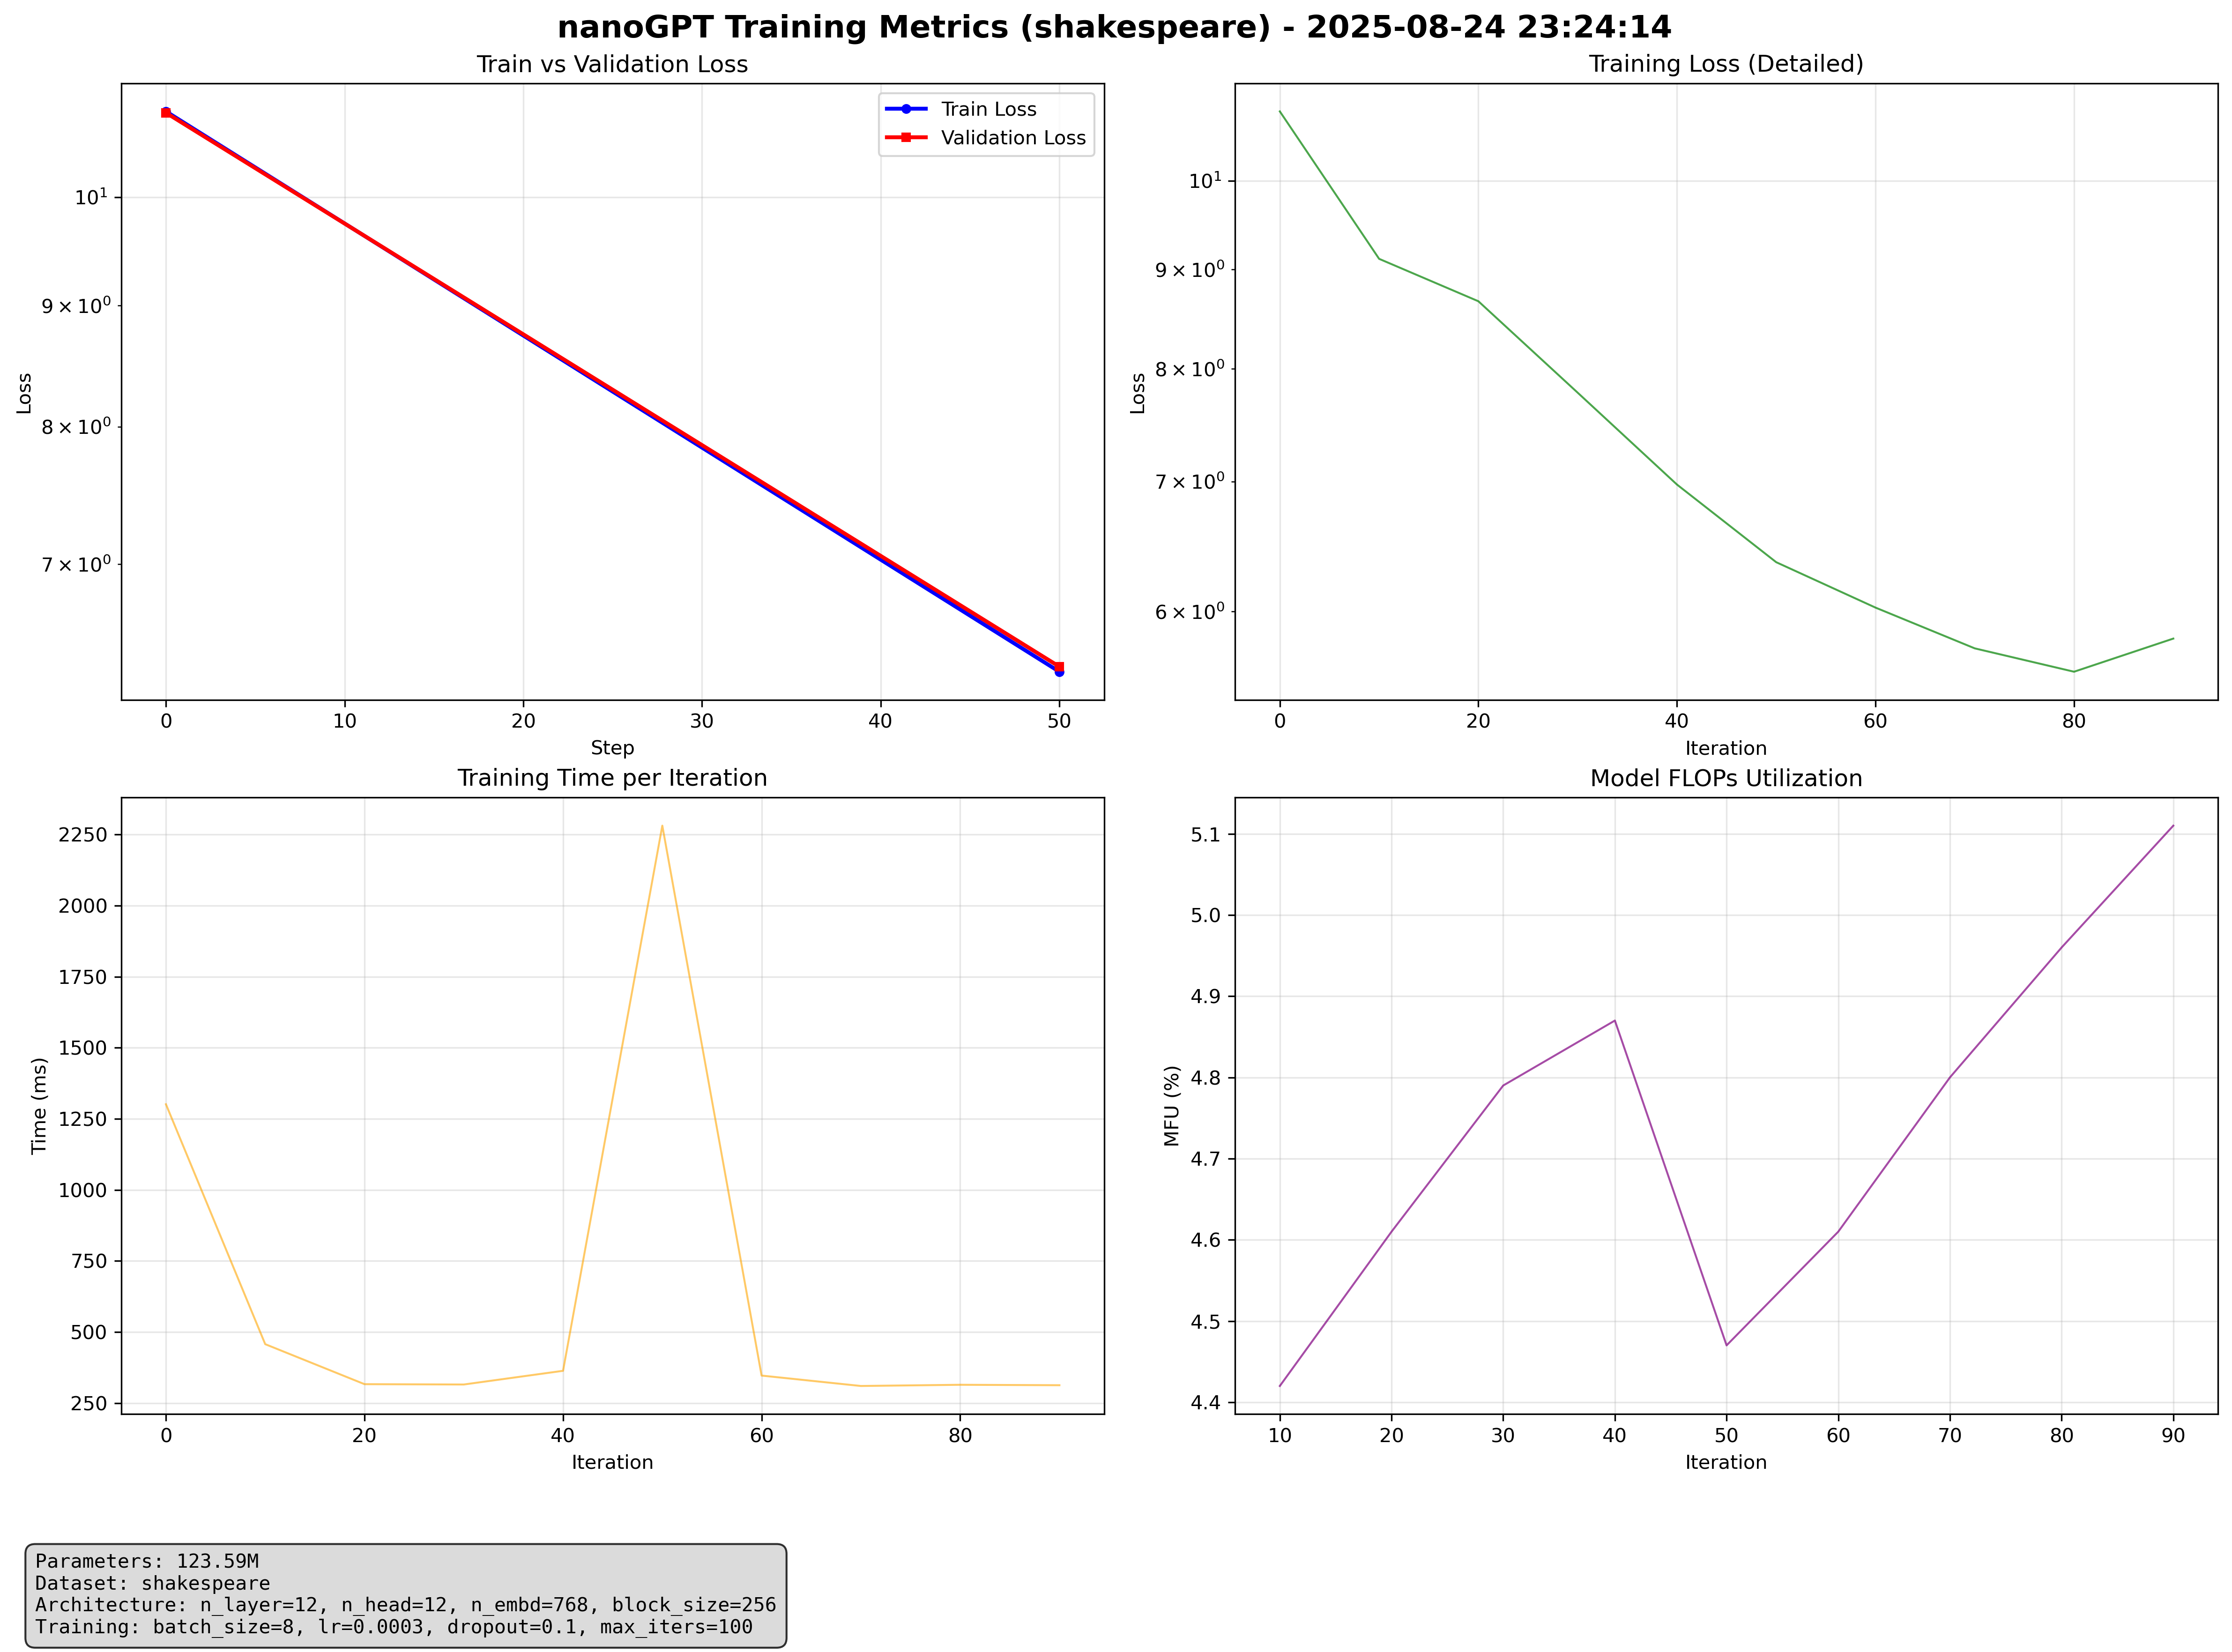 nanoGPT Training Metrics (shakespeare) - 2025-08-24 23:24:14
Train vs Validation Loss
Train Loss
Validation Loss
10¹
9 × 10⁰
8 × 10⁰
7 × 10⁰
Loss
0 10 20 30 40 50
Step
Training Loss (Detailed)
10¹
9 × 10⁰
8 × 10⁰
7 × 10⁰
6 × 10⁰
Loss
0 20 40 60 80
Iteration
Training Time per Iteration
2250
2000
1750
1500
1250
1000
750
500
250
Time (ms)
0 20 40 60 80
Iteration
Model FLOPs Utilization
5.1
5.0
4.9
4.8
4.7
4.6
4.5
4.4
MFU (%)
10 20 30 40 50 60 70 80 90
Iteration
Parameters: 123.59M
Dataset: shakespeare
Architecture: n_layer=12, n_head=12, n_embd=768, block_size=256
Training: batch_size=8, lr=0.0003, dropout=0.1, max_iters=100